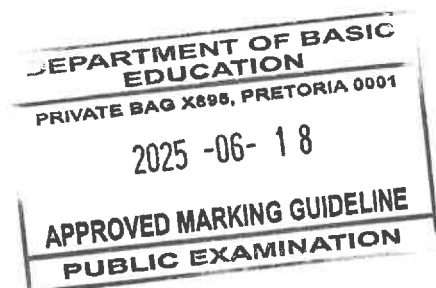 DEPARTMENT OF BASIC
EDUCATION
PRIVATE BAG X895, PRETORIA 0001
2025 -06- 18
APPROVED MARKING GUIDELINE
PUBLIC EXAMINATION